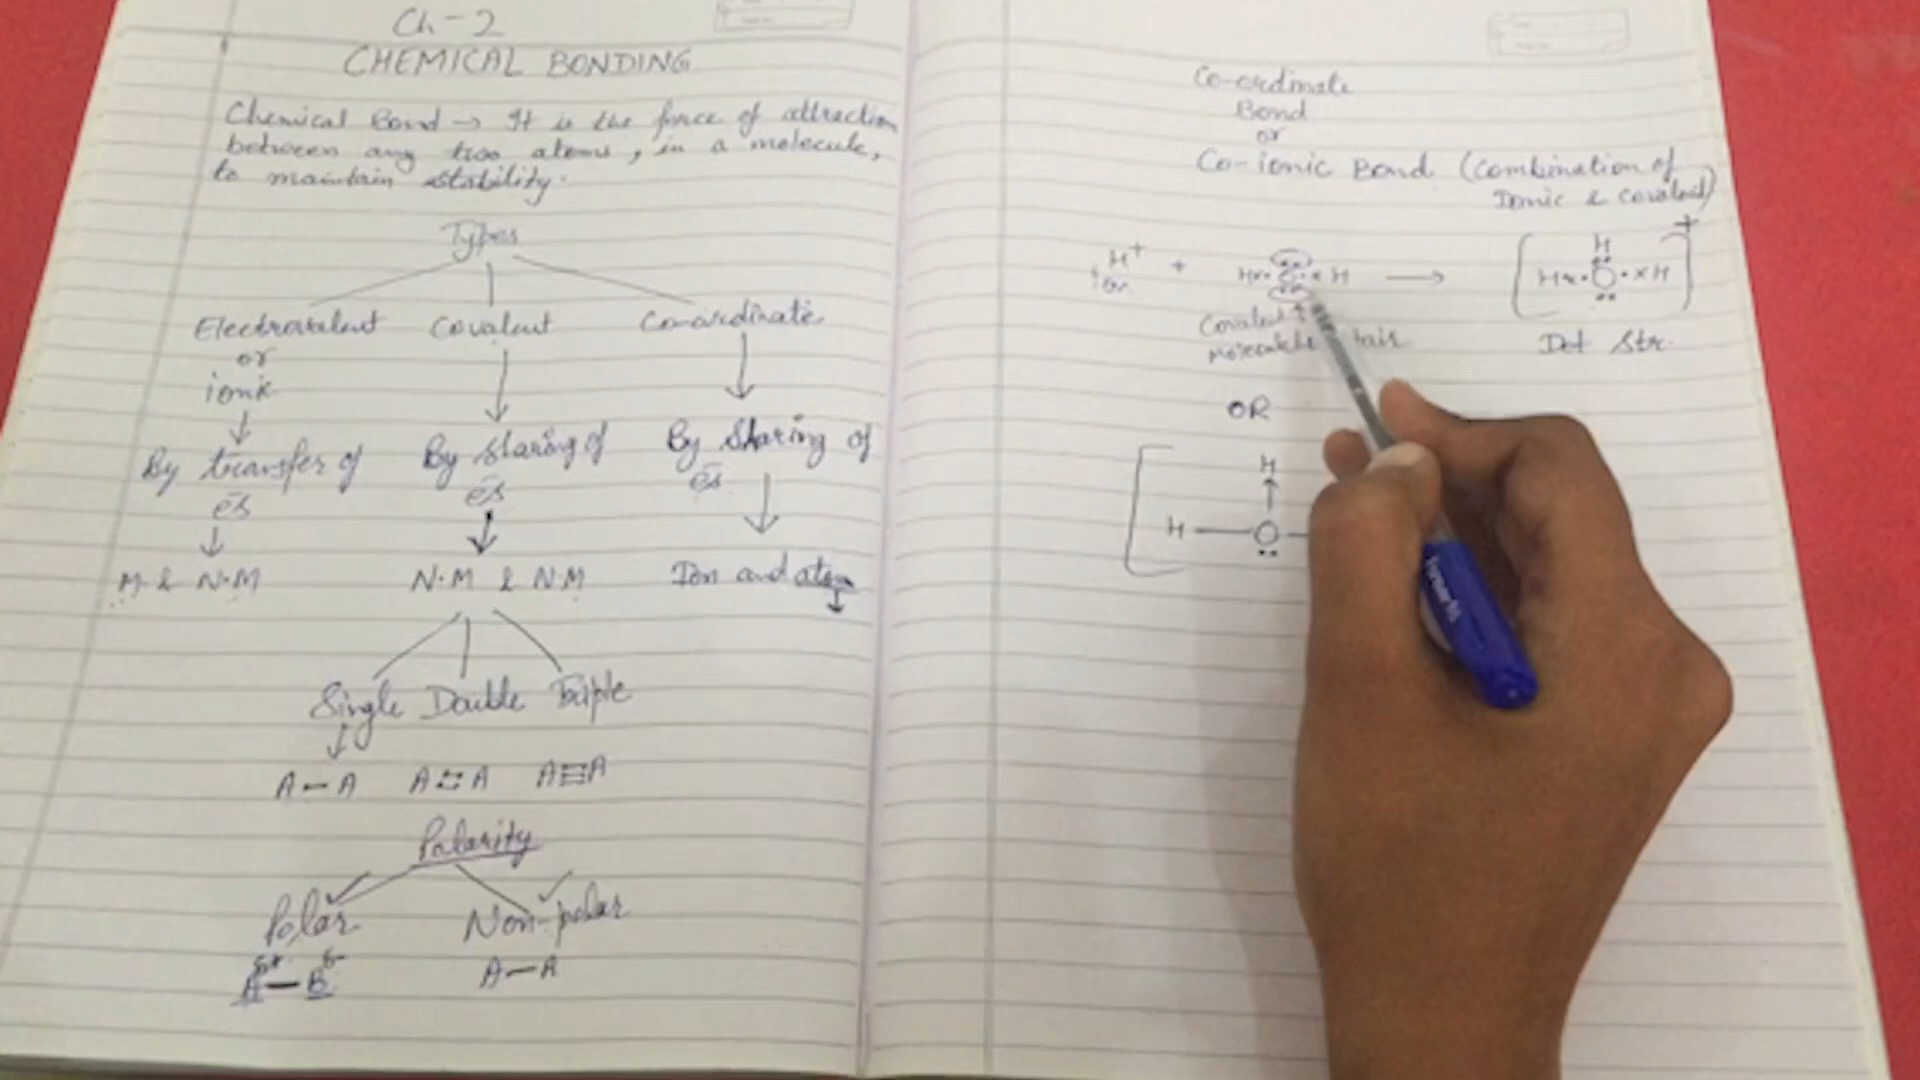 Ch-2
CHEMICAL BONDING
Chemical Bond → It is the force of attraction
between any two atoms, in a molecule,
to maintain stability.
Types
Electrovalent
or
ionic
↓
By transfer of
es
↓
M & N.M
Covalent
↓
By sharing of
es
↓
N.M & N.M
Single Double Triple
↓
A-A A=A A≡A
Co-ordinate
↓
By Sharing of
es
↓
Ion and atom
↓
Polarity
Polar Non-polar
δ+ δ-
A-B A-A
Co-ordinate
Bond
or
Co-ionic Bond (Combination of
Ionic & Covalent)
H+ + H x. O . x H → [H x. O . x H]+
H
ion
Covalent
Molecule
Dot Str.
OR
H
↑
H - O -